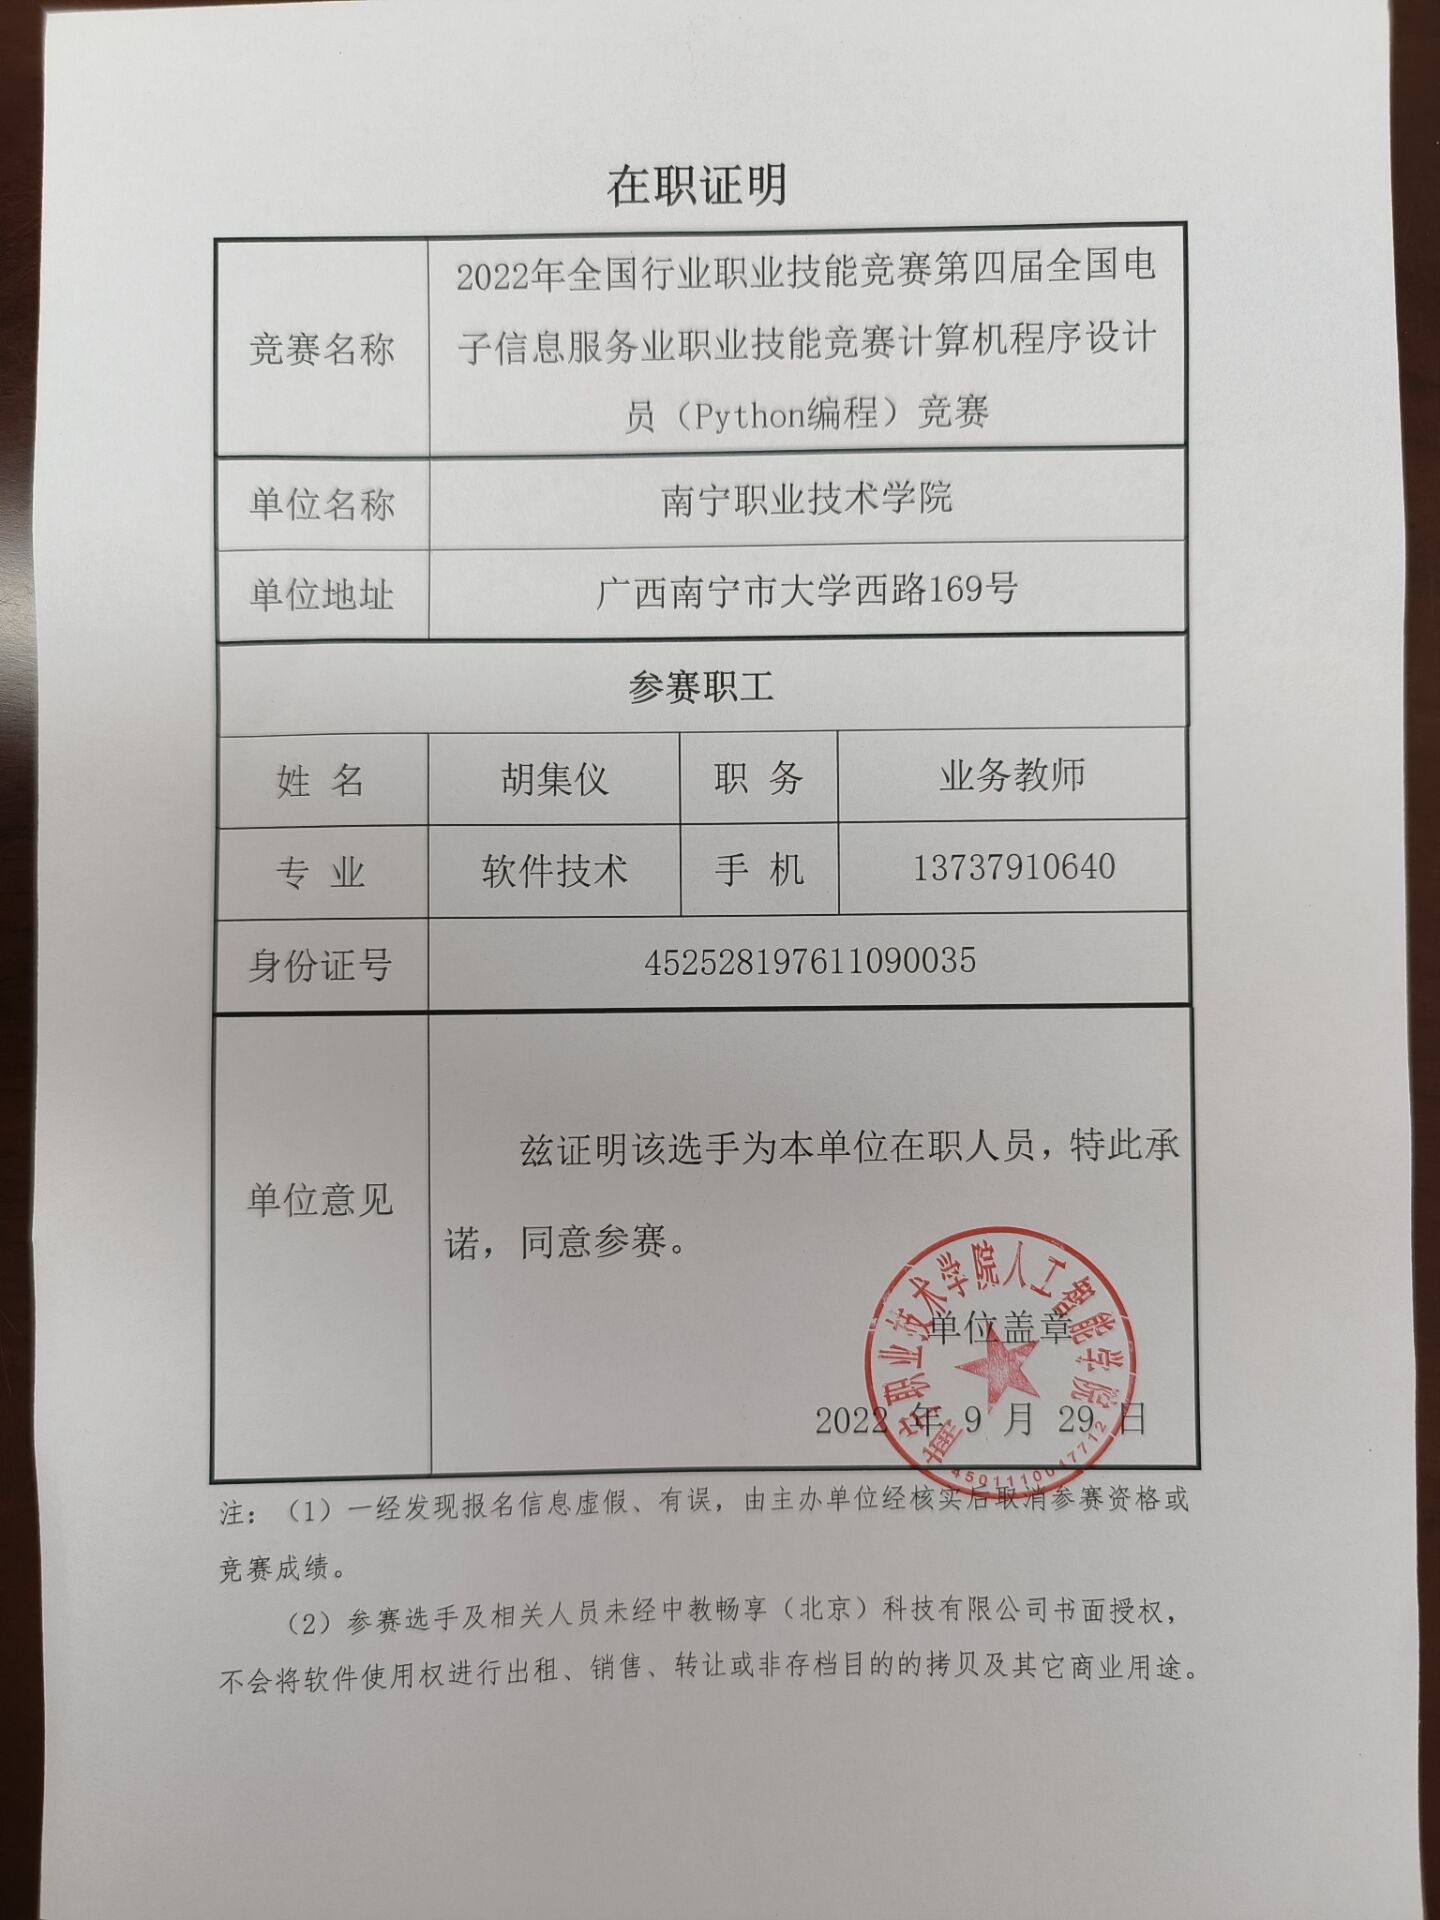 在职证明
竞赛名称
2022年全国行业职业技能竞赛第四届全国电
子信息服务业职业技能竞赛计算机程序设计
员（Python编程）竞赛
单位名称 南宁职业技术学院
单位地址 广西南宁市大学西路169号
参赛职工
姓 名 胡集仪 职 务 业务教师
专 业 软件技术 手 机 13737910640
身份证号 452528197611090035
单位意见
兹证明该选手为本单位在职人员，特此承
诺，同意参赛。
单位盖章
2022 年 9 月 29 日
宁职业技术学院人工智能学院
注：（1）一经发现报名信息虚假、有误，由主办单位经核实后取消参赛资格或
竞赛成绩。
（2）参赛选手及相关人员未经中教畅享（北京）科技有限公司书面授权，
不会将软件使用权进行出租、销售、转让或非存档目的的拷贝及其它商业用途。